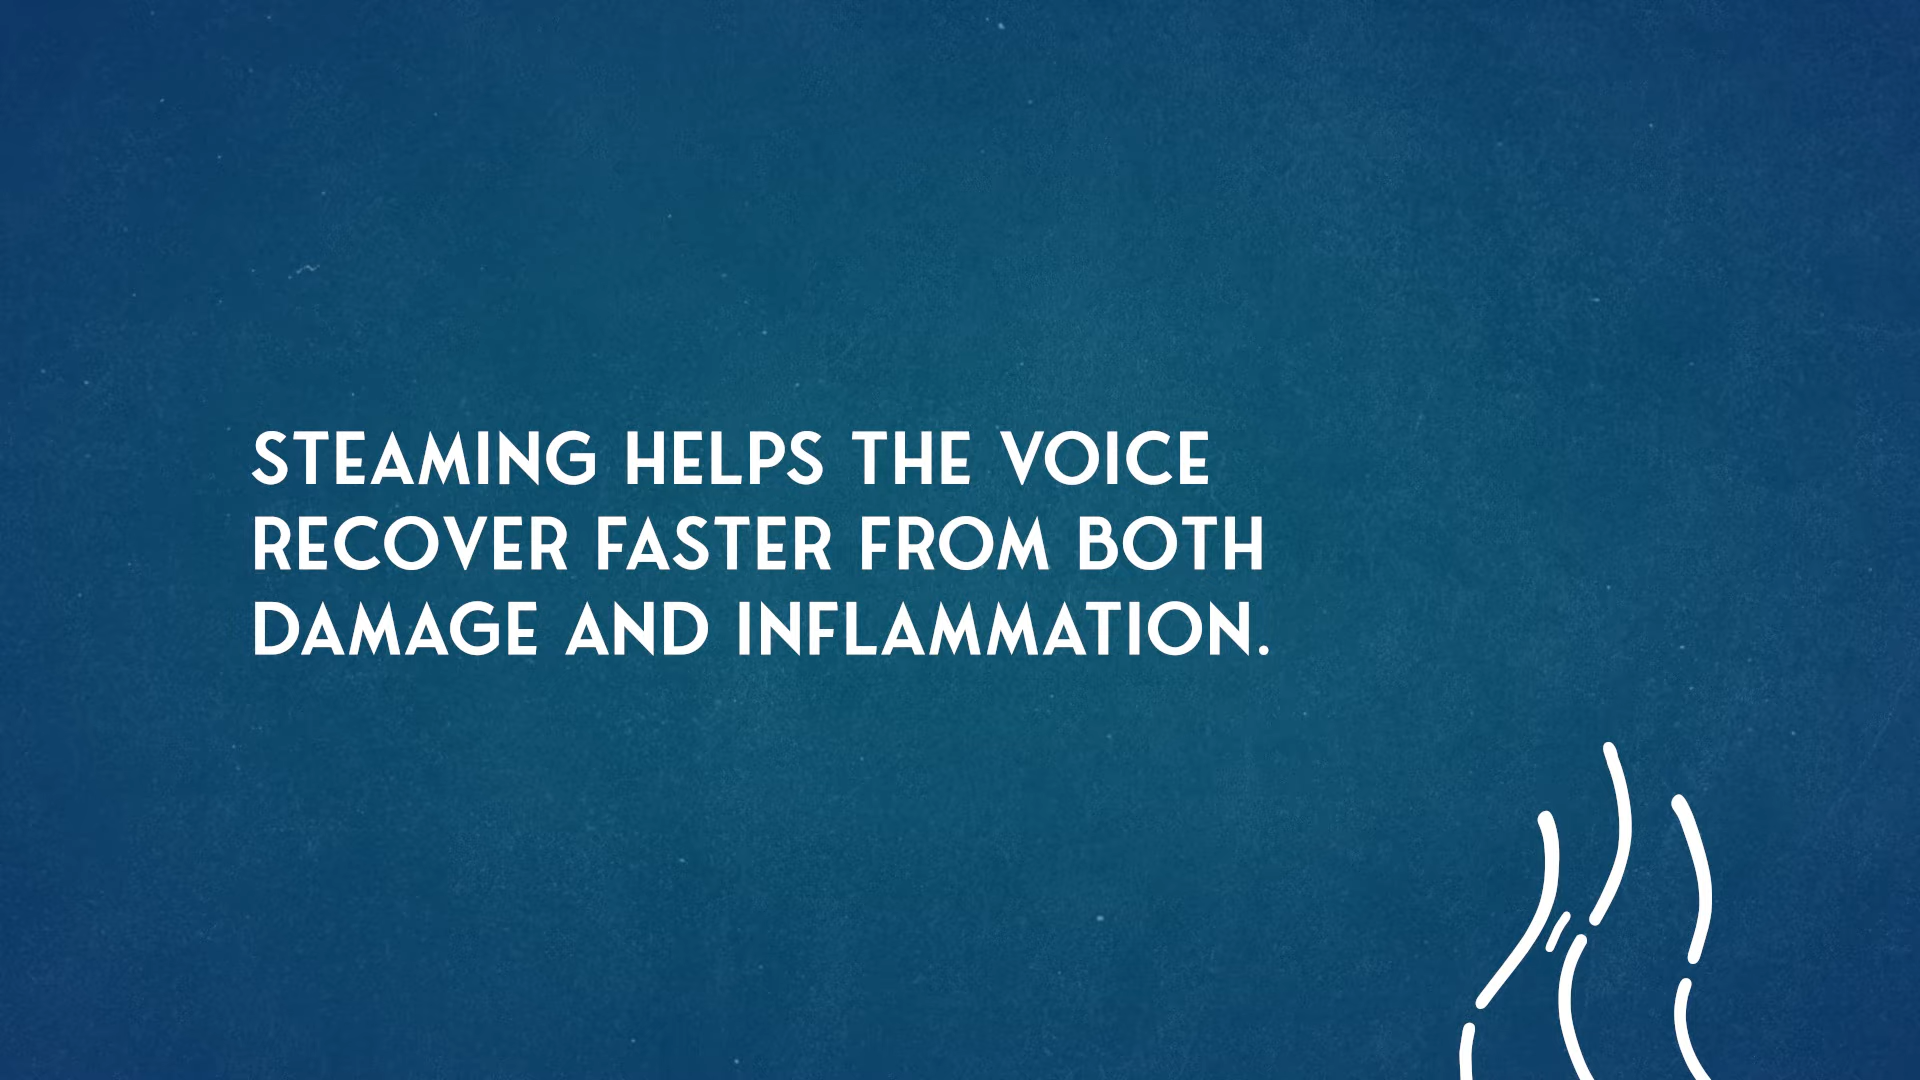 STEAMING HELPS THE VOICE
RECOVER FASTER FROM BOTH
DAMAGE AND INFLAMMATION.